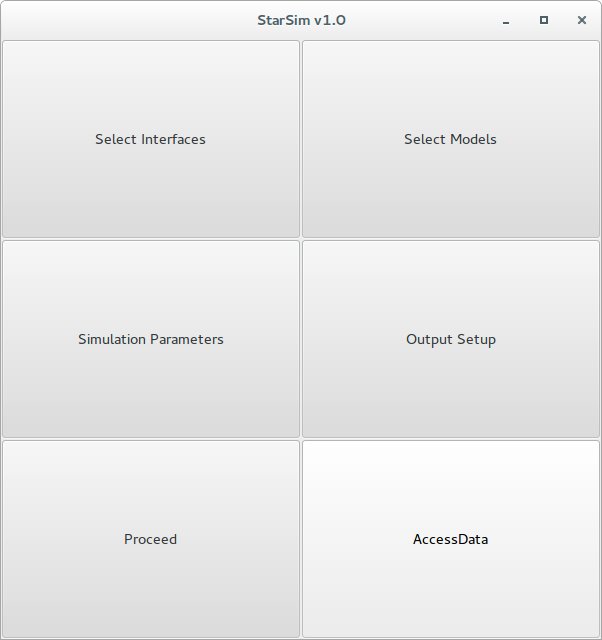 StarSim v1.0
Select Interfaces
Select Models
Simulation Parameters
Output Setup
Proceed
AccessData